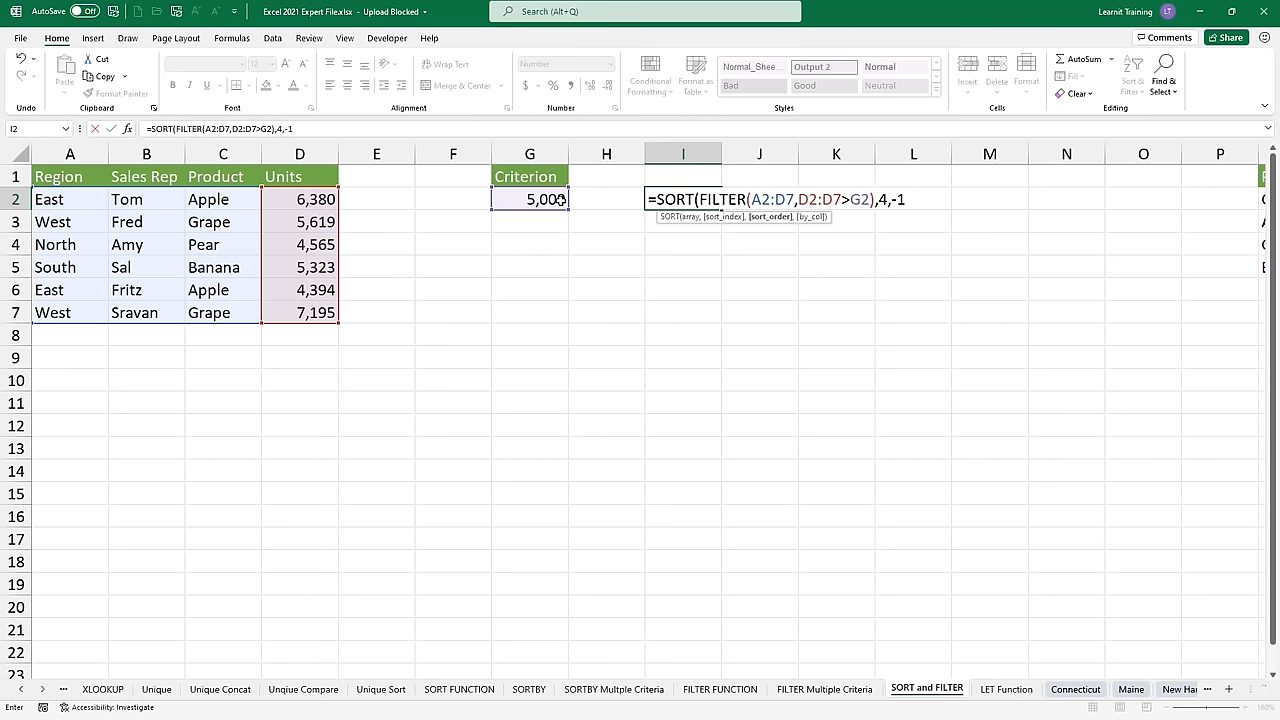 AutoSave Off Excel 2021 Expert File.xlsx - Upload Blocked Search (Alt+Q) Learnit Training LT
File Home Insert Draw Page Layout Formulas Data Review View Developer Help Comments Share
Cut Copy Format Painter Paste
12 Wrap Text Merge & Center Number
B I U $ %
Conditional Formatting Format as Table Normal_Shee... Output 2 Normal Bad Good Neutral
Insert Delete Format AutoSum Fill Clear Sort & Filter Find & Select
Undo Clipboard Font Alignment Number Styles Cells Editing
I2 fx =SORT(FILTER(A2:D7,D2:D7>G2),4,-1
A B C D E F G H I J K L M N O P
1 Region Sales Rep Product Units Criterion
2 East Tom Apple 6,380 5,000 =SORT(FILTER(A2:D7,D2:D7>G2),4,-1
SORT(array, [sort_index], [sort_order], [by_col])
3 West Fred Grape 5,619
4 North Amy Pear 4,565
5 South Sal Banana 5,323
6 East Fritz Apple 4,394
7 West Sravan Grape 7,195
8
9
10
11
12
13
14
15
16
17
18
19
20
21
22
23
XLOOKUP Unique Unique Concat Unqiue Compare Unique Sort SORT FUNCTION SORTBY SORTBY Multple Criteria FILTER FUNCTION FILTER Multiple Criteria SORT and FILTER LET Function Connecticut Maine New Ha
Enter Accessibility: Investigate 160%